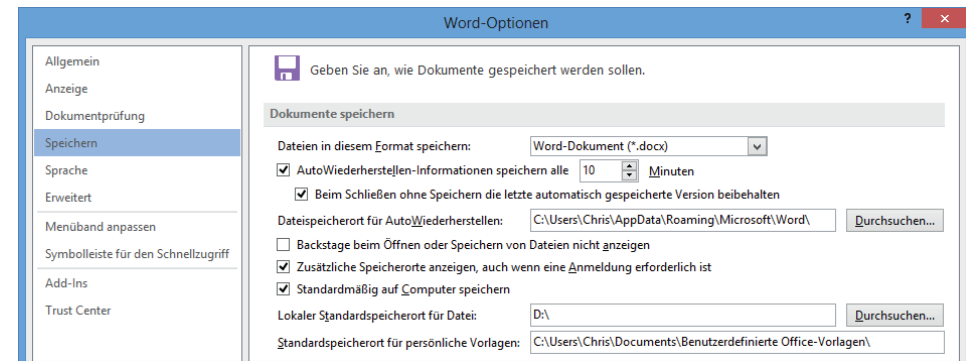 Word-Optionen ? ×
Allgemein
Anzeige
Dokumentprüfung
Speichern
Sprache
Erweitert
Menüband anpassen
Symbolleiste für den Schnellzugriff
Add-Ins
Trust Center
Geben Sie an, wie Dokumente gespeichert werden sollen.
Dokumente speichern
Dateien in diesem Format speichern: Word-Dokument (*.docx)
AutoWiederherstellen-Informationen speichern alle 10 Minuten
Beim Schließen ohne Speichern die letzte automatisch gespeicherte Version beibehalten
Dateispeicherort für AutoWiederherstellen: C:\Users\Chris\AppData\Roaming\Microsoft\Word\ Durchsuchen...
Backstage beim Öffnen oder Speichern von Dateien nicht anzeigen
Zusätzliche Speicherorte anzeigen, auch wenn eine Anmeldung erforderlich ist
Standardmäßig auf Computer speichern
Lokaler Standardspeicherort für Datei: D:\ Durchsuchen...
Standardspeicherort für persönliche Vorlagen: C:\Users\Chris\Documents\Benutzerdefinierte Office-Vorlagen\